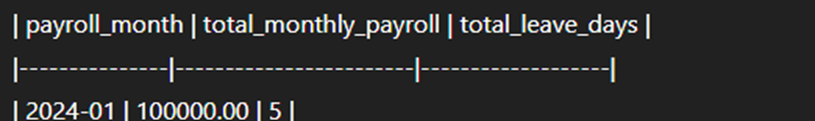 | payroll_month | total_monthly_payroll | total_leave_days |
|---------------|------------------------|-------------------|
| 2024-01 | 100000.00 | 5 |